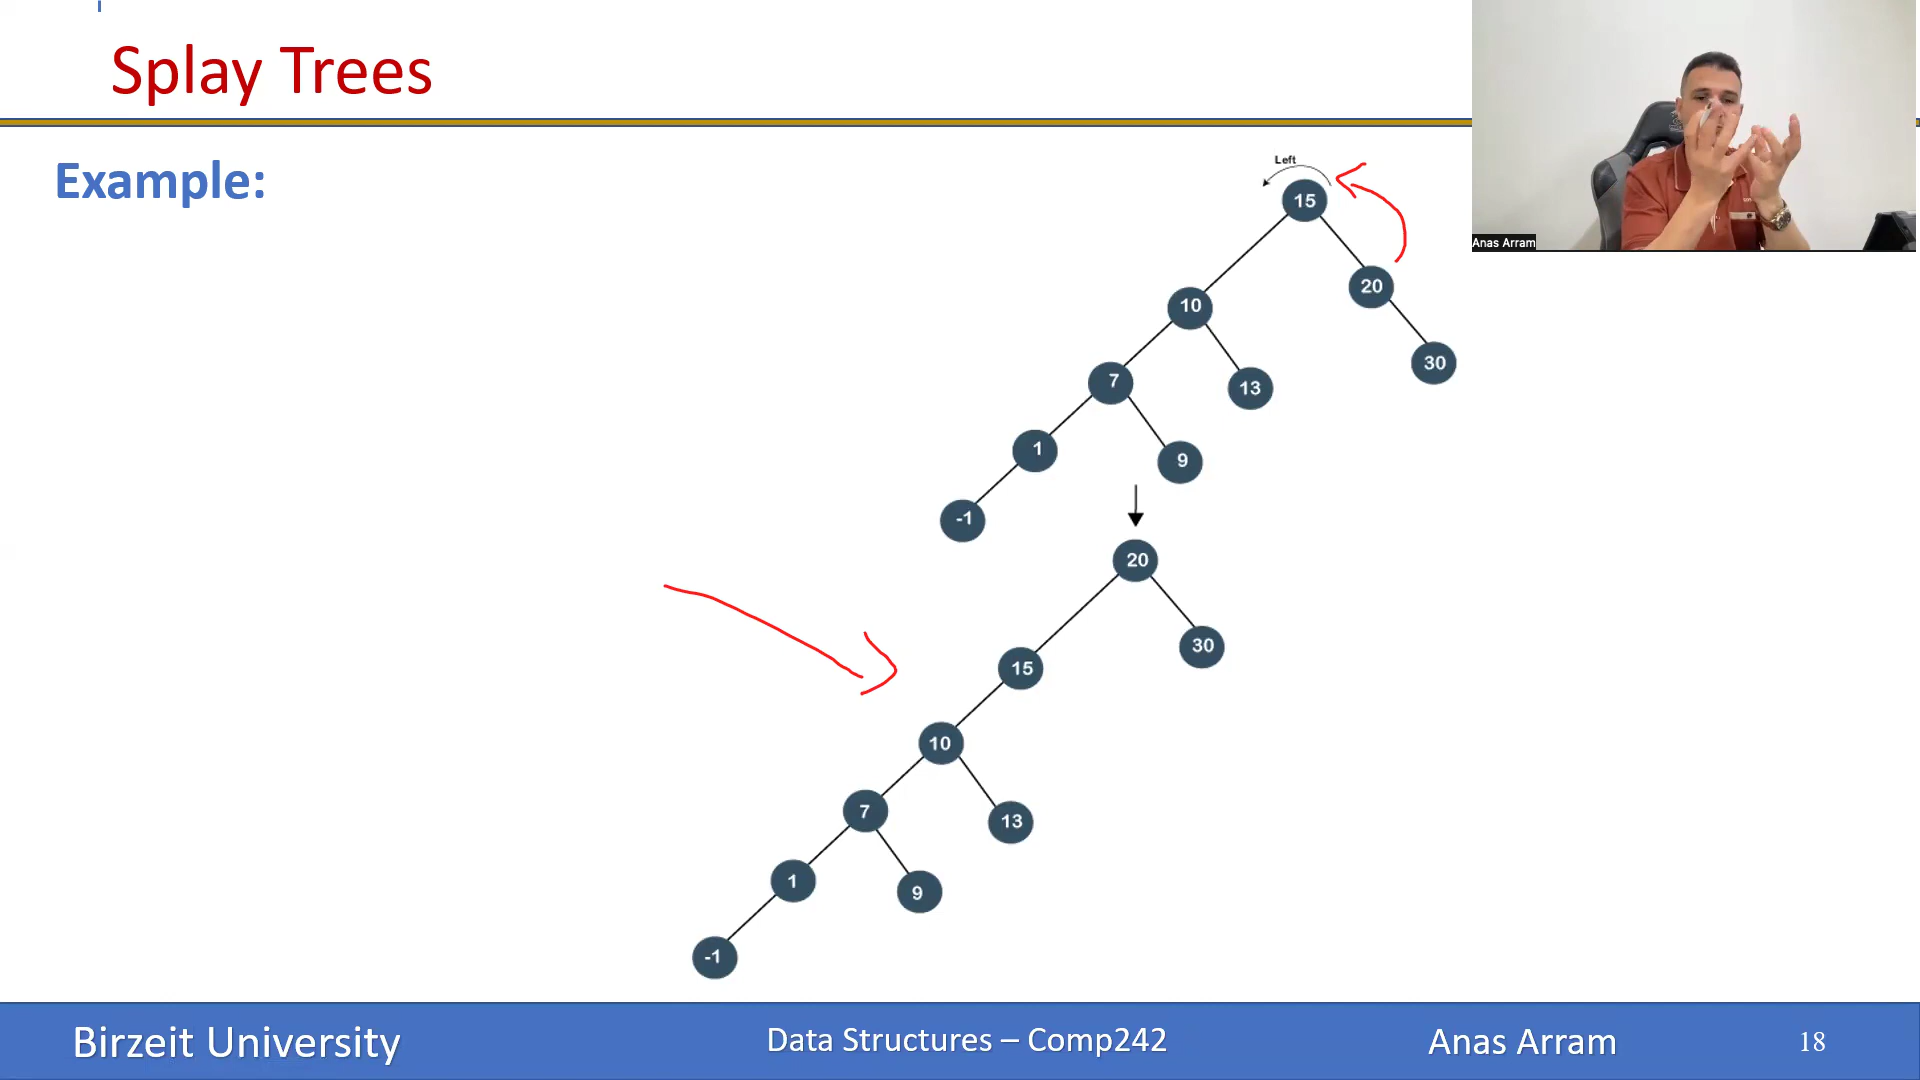 Splay Trees
Example:
Left
15
20
10
30
7
13
1
9
-1
20
30
15
10
7
13
1
9
-1
Anas Arram
Birzeit University
Data Structures – Comp242
Anas Arram
18